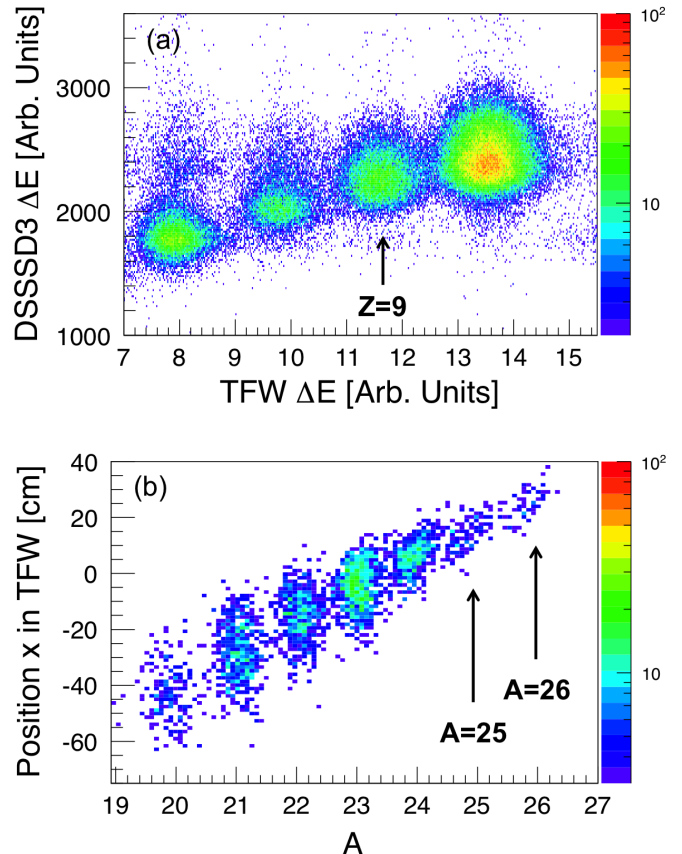 (a)
DSSSD3 ΔE [Arb. Units]
3000
2000
1000
Z=9
7 8 9 10 11 12 13 14 15
TFW ΔE [Arb. Units]
10²
10
(b)
Position x in TFW [cm]
40
20
0
-20
-40
-60
A=26
A=25
19 20 21 22 23 24 25 26 27
A
10²
10